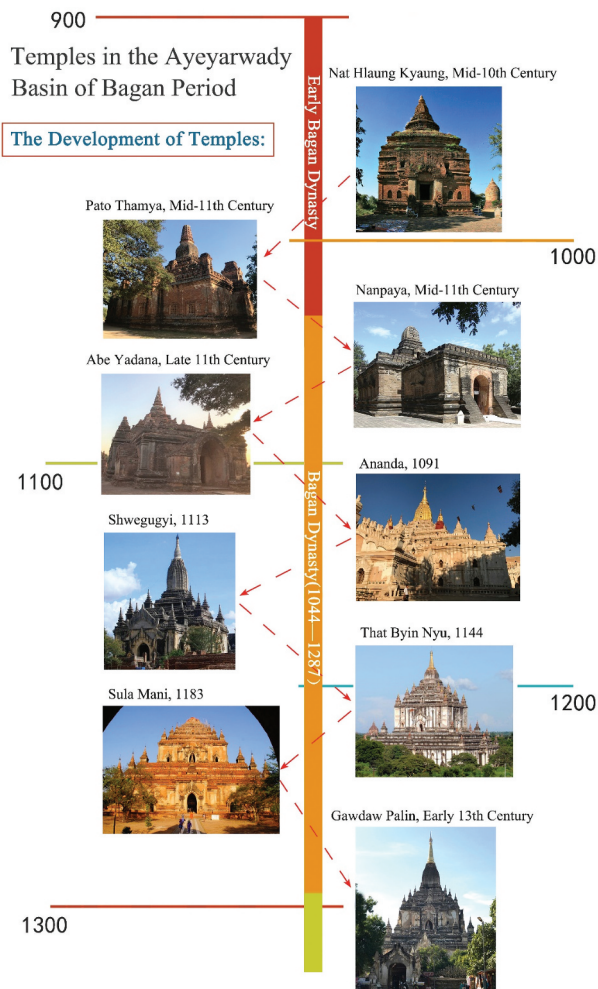 900
Temples in the Ayeyarwady
Basin of Bagan Period
The Development of Temples:
Early Bagan Dynasty
Nat Hlaung Kyaung, Mid-10th Century
Pato Thamya, Mid-11th Century
1000
Nanpaya, Mid-11th Century
Abe Yadana, Late 11th Century
Ananda, 1091
1100
Bagan Dynasty(1044—1287)
Shwegugyi, 1113
That Byin Nyu, 1144
Sula Mani, 1183
1200
Gawdaw Palin, Early 13th Century
1300